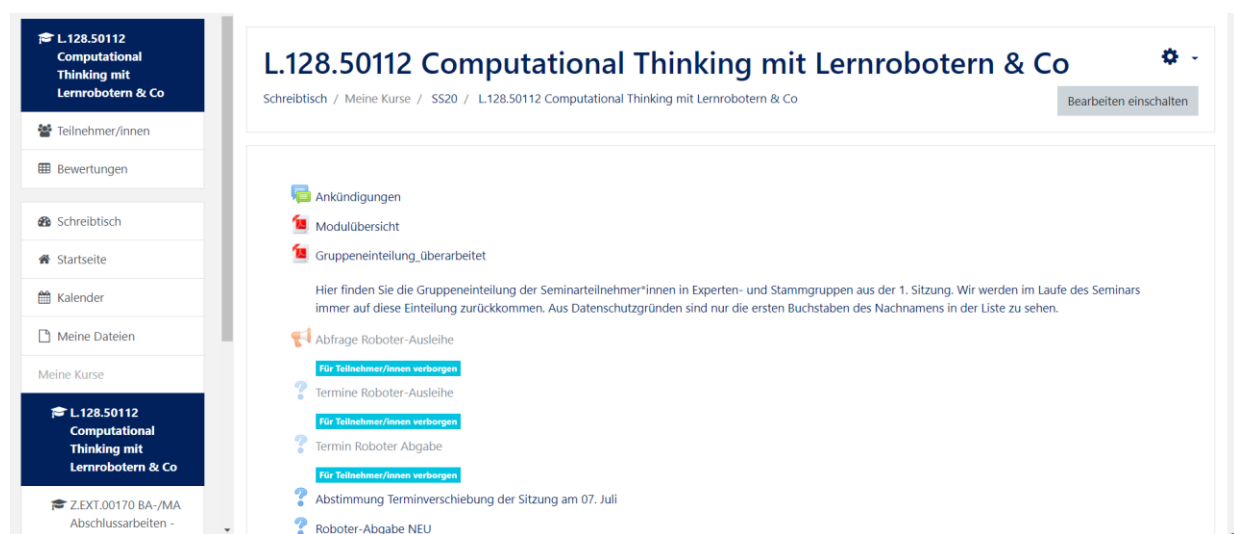 L.128.50112
Computational
Thinking mit
Lernrobotern & Co
Teilnehmer/innen
Bewertungen
Schreibtisch
Startseite
Kalender
Meine Dateien
Meine Kurse
L.128.50112
Computational
Thinking mit
Lernrobotern & Co
Z.EXT.00170 BA-/MA
Abschlussarbeiten -
L.128.50112 Computational Thinking mit Lernrobotern & Co
Schreibtisch / Meine Kurse / SS20 / L.128.50112 Computational Thinking mit Lernrobotern & Co
Bearbeiten einschalten
Ankündigungen
Modulübersicht
Gruppeneinteilung_überarbeitet
Hier finden Sie die Gruppeneinteilung der Seminarteilnehmer*innen in Experten- und Stammgruppen aus der 1. Sitzung. Wir werden im Laufe des Seminars
immer auf diese Einteilung zurückkommen. Aus Datenschutzgründen sind nur die ersten Buchstaben des Nachnamens in der Liste zu sehen.
Abfrage Roboter-Ausleihe
Für Teilnehmer/innen verborgen
Termine Roboter-Ausleihe
Für Teilnehmer/innen verborgen
Termin Roboter Abgabe
Für Teilnehmer/innen verborgen
Abstimmung Terminverschiebung der Sitzung am 07. Juli
Roboter-Abgabe NEU